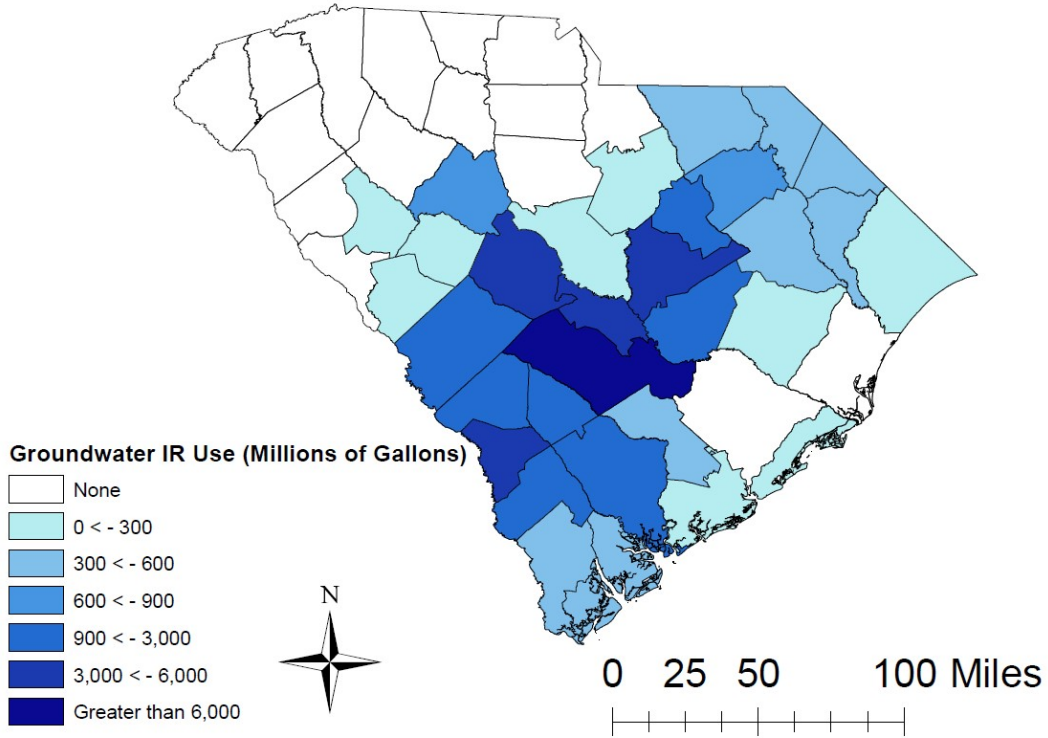 Groundwater IR Use (Millions of Gallons)
None
0 < - 300
300 < - 600
600 < - 900
900 < - 3,000
3,000 < - 6,000
Greater than 6,000
N
0 25 50 100 Miles